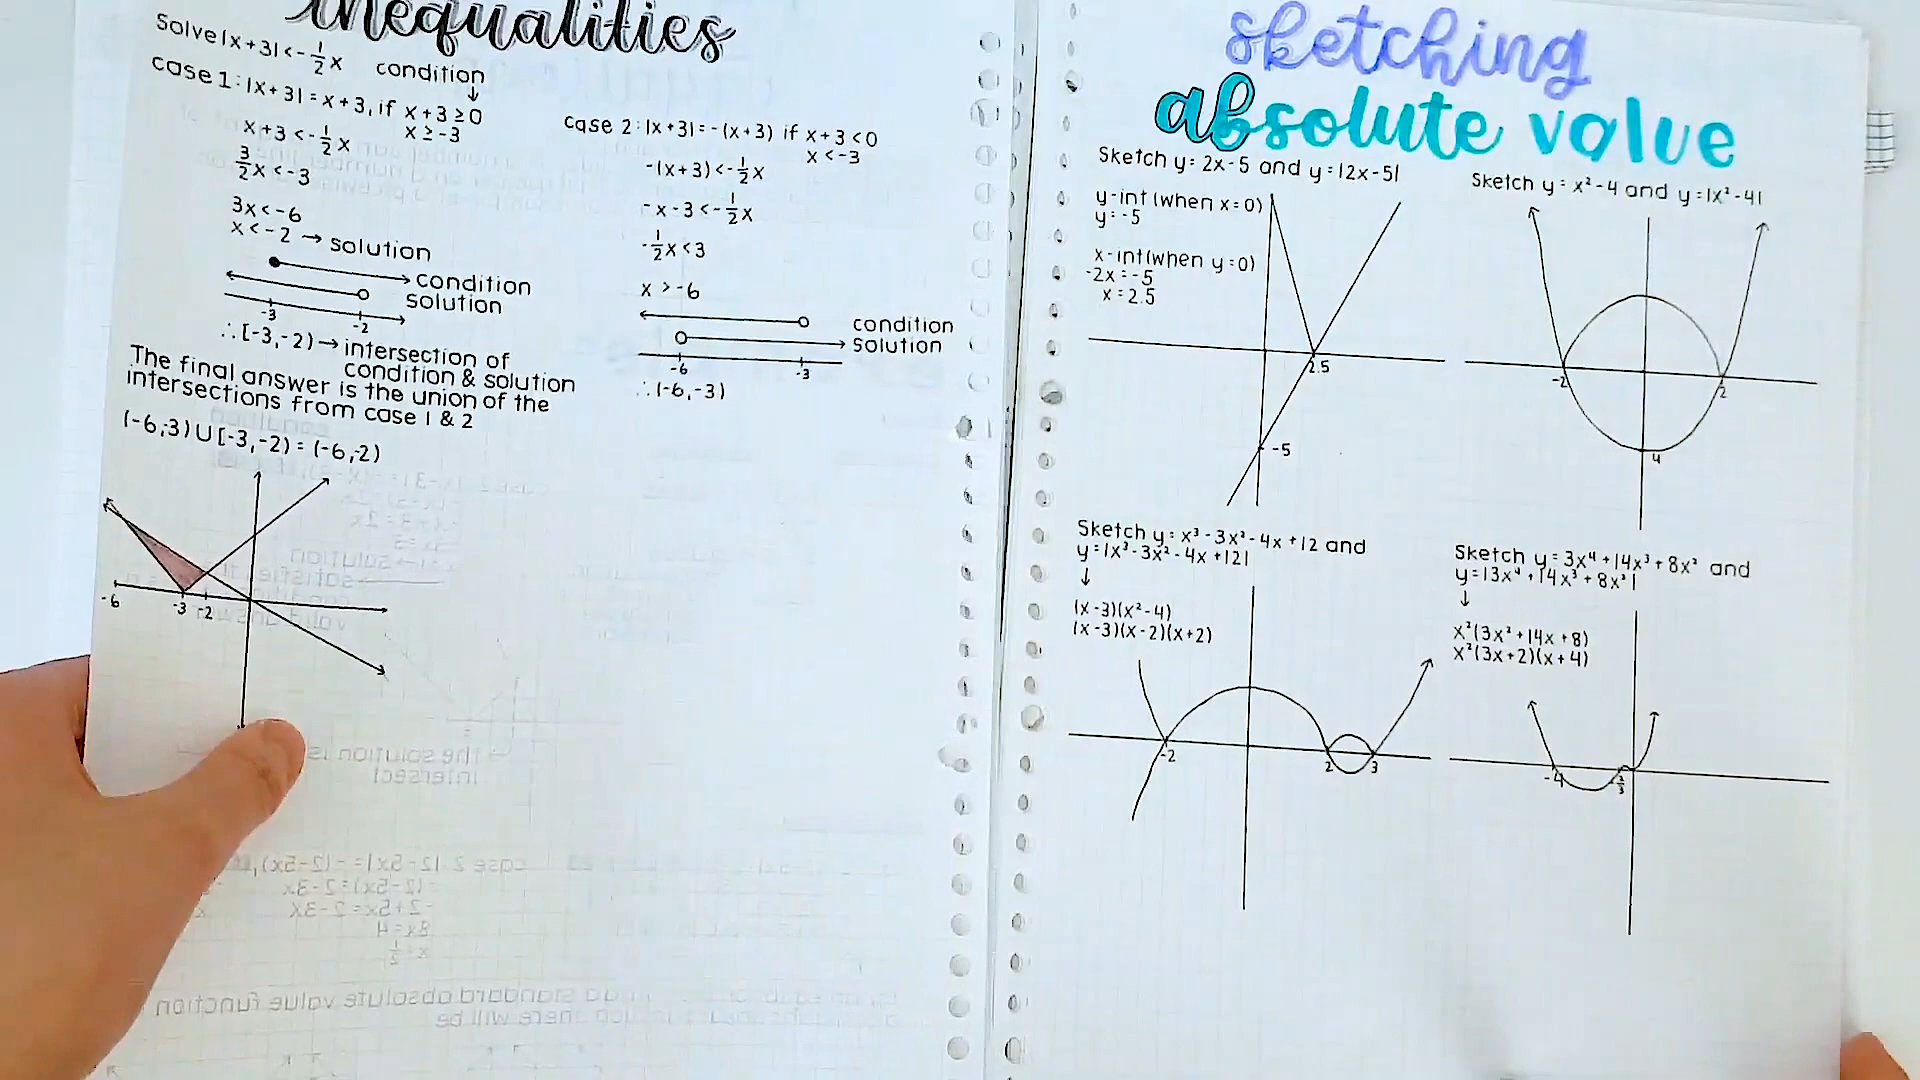 inequalities
Solve |x+3| < -1/2 x
condition
↓
case 1: |x+3| = x+3, if x+3 ≥ 0
x ≥ -3
x+3 < -1/2 x
3/2 x < -3
3x < -6
x < -2 → solution
condition
solution
-3 -2
∴ [-3,-2) → intersection of
condition & solution
The final answer is the union of the
intersections from case 1 & 2
(-6,-3) ∪ [-3,-2) = (-6,-2)
-6 -3 -2
case 2: |x+3| = -(x+3) if x+3 < 0
x < -3
-(x+3) < -1/2 x
-x-3 < -1/2 x
-1/2 x < 3
x > -6
condition
solution
-6 -3
∴ (-6,-3)
sketching
absolute value
Sketch y = 2x-5 and y = |2x-5|
y-int (when x=0)
y = -5
x-int (when y=0)
-2x = -5
x = 2.5
2.5
-5
Sketch y = x²-4 and y = |x²-4|
-2 2
4
Sketch y = x³-3x²-4x+12 and
y = |x³-3x²-4x+12|
↓
(x-3)(x²-4)
(x-3)(x-2)(x+2)
-2 2 3
Sketch y = 3x⁴+14x³+8x² and
y = |3x⁴+14x³+8x²|
↓
x²(3x²+14x+8)
x²(3x+2)(x+4)
-4 -2/3